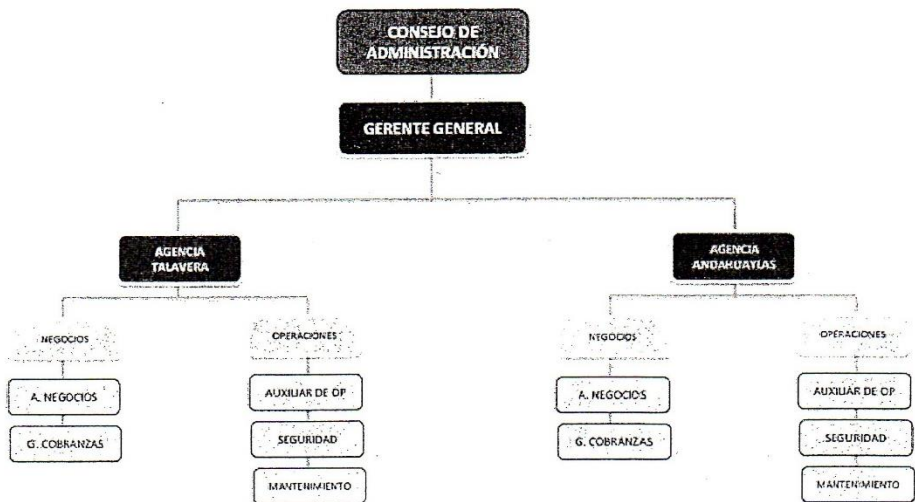 CONSEJO DE
ADMINISTRACIÓN
GERENTE GENERAL
AGENCIA
TALAVERA
AGENCIA
ANDAHUAYLAS
NEGOCIOS
OPERACIONES
NEGOCIOS
OPERACIONES
A. NEGOCIOS
AUXILIAR DE OP
A. NEGOCIOS
AUXILIAR DE OP
G. COBRANZAS
SEGURIDAD
G. COBRANZAS
SEGURIDAD
MANTENIMIENTO
MANTENIMIENTO